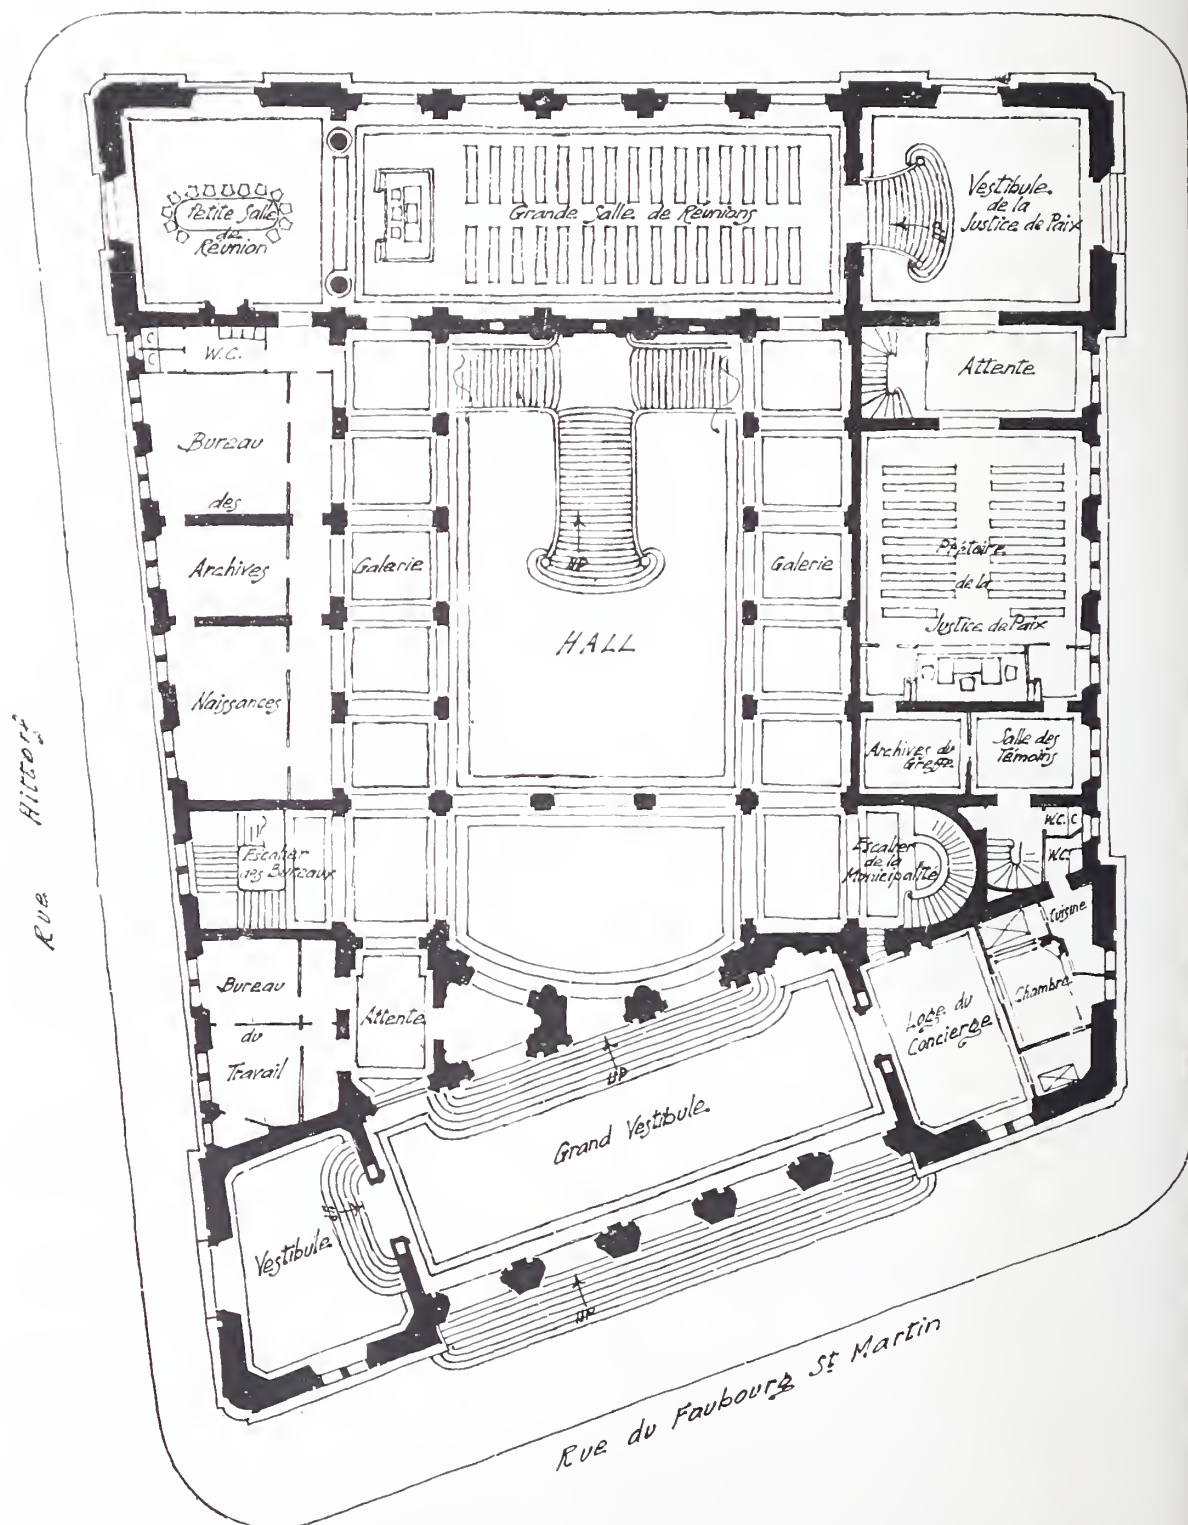 Petite Salle
de
Réunion
Grande Salle de Réunions
Vestibule
de la
Justice de Paix
UP
C
C
W.C.
Attente
Bureau
des
Archives
Naissances
Galerie
UP
Galerie
HALL
Prétoire
de la
Justice de Paix
Archives du
Greffe
Salle des
Témoins
W.C.
C
W.C.
Escalier
des Bureaux
Escalier
de la
Municipalité
Cuisine
Chambre
Loge du
Concierge
Bureau
du
Travail
Attente
UP
Grand Vestibule
UP
Vestibule
UP
Rue Hittorf
Rue du Faubourg St Martin